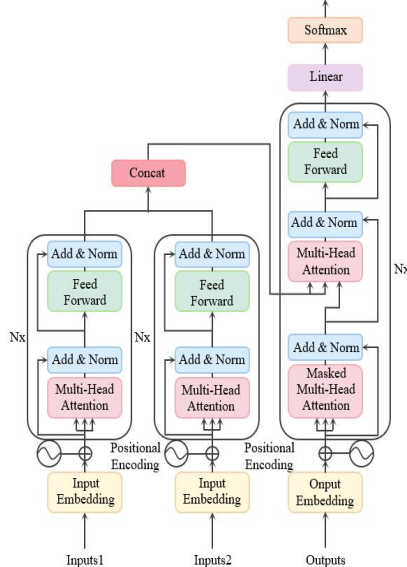 Softmax
Linear
Add & Norm
Feed
Forward
Add & Norm
Multi-Head
Attention
Nx
Add & Norm
Masked
Multi-Head
Attention
Concat
Add & Norm
Feed
Forward
Nx
Add & Norm
Multi-Head
Attention
Add & Norm
Feed
Forward
Nx
Add & Norm
Multi-Head
Attention
Positional
Encoding
Positional
Encoding
Input
Embedding
Input
Embedding
Onput
Embedding
Inputs1
Inputs2
Outputs